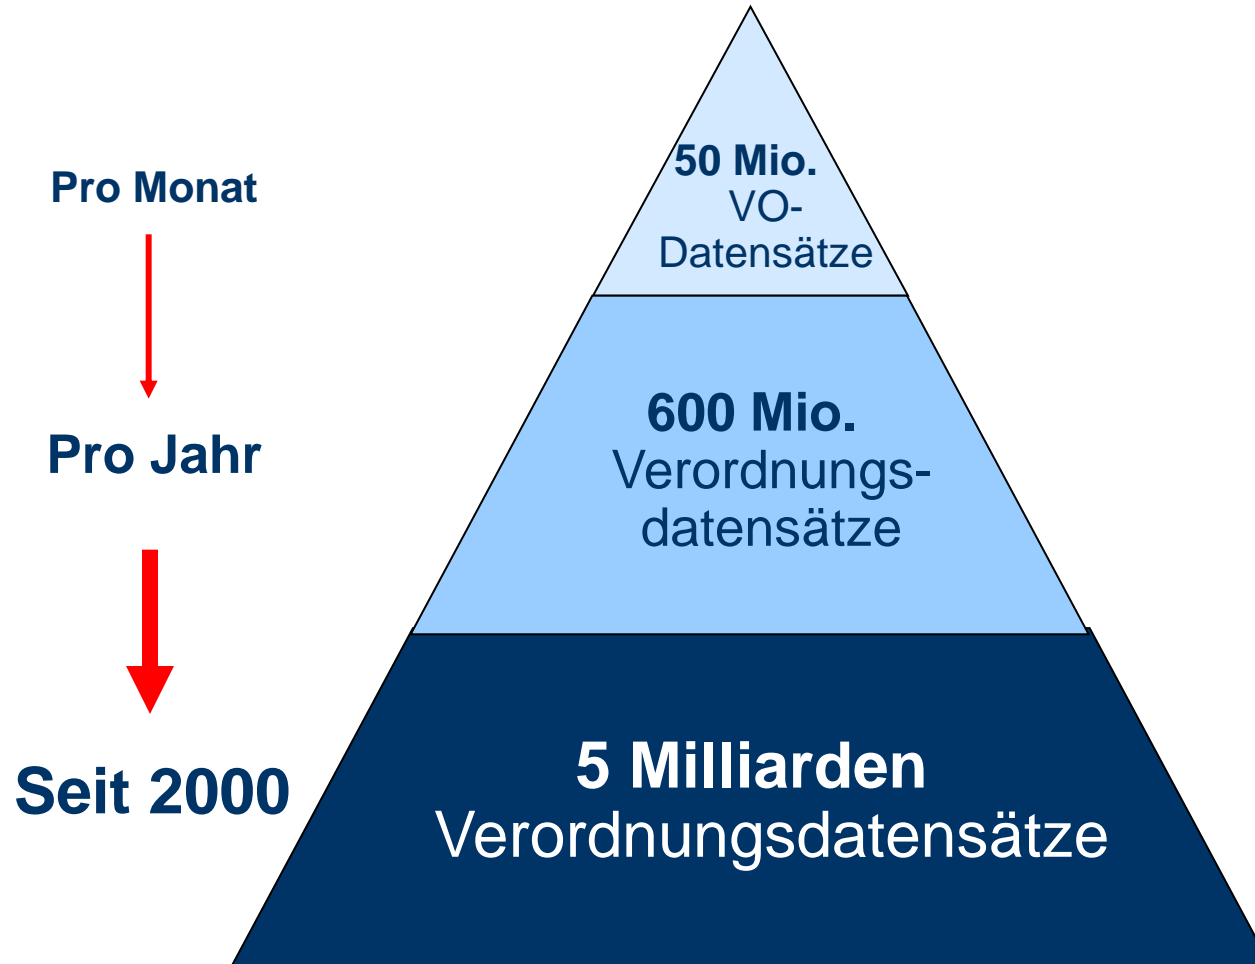 Pro Monat
50 Mio.
VO-
Datensätze
Pro Jahr
600 Mio.
Verordnungs-
datensätze
Seit 2000
5 Milliarden
Verordnungsdatensätze